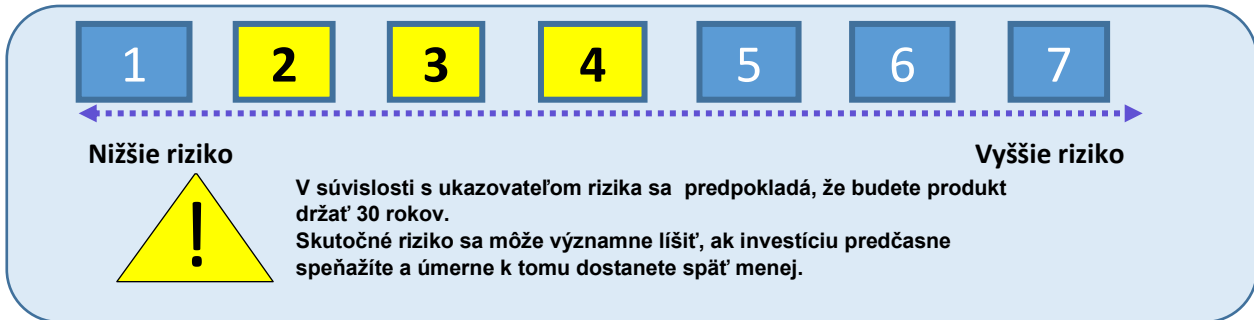 1 2 3 4 5 6 7
Nižšie riziko Vyššie riziko
!
V súvislosti s ukazovateľom rizika sa predpokladá, že budete produkt
držať 30 rokov.
Skutočné riziko sa môže významne líšiť, ak investíciu predčasne
speňažíte a úmerne k tomu dostanete späť menej.